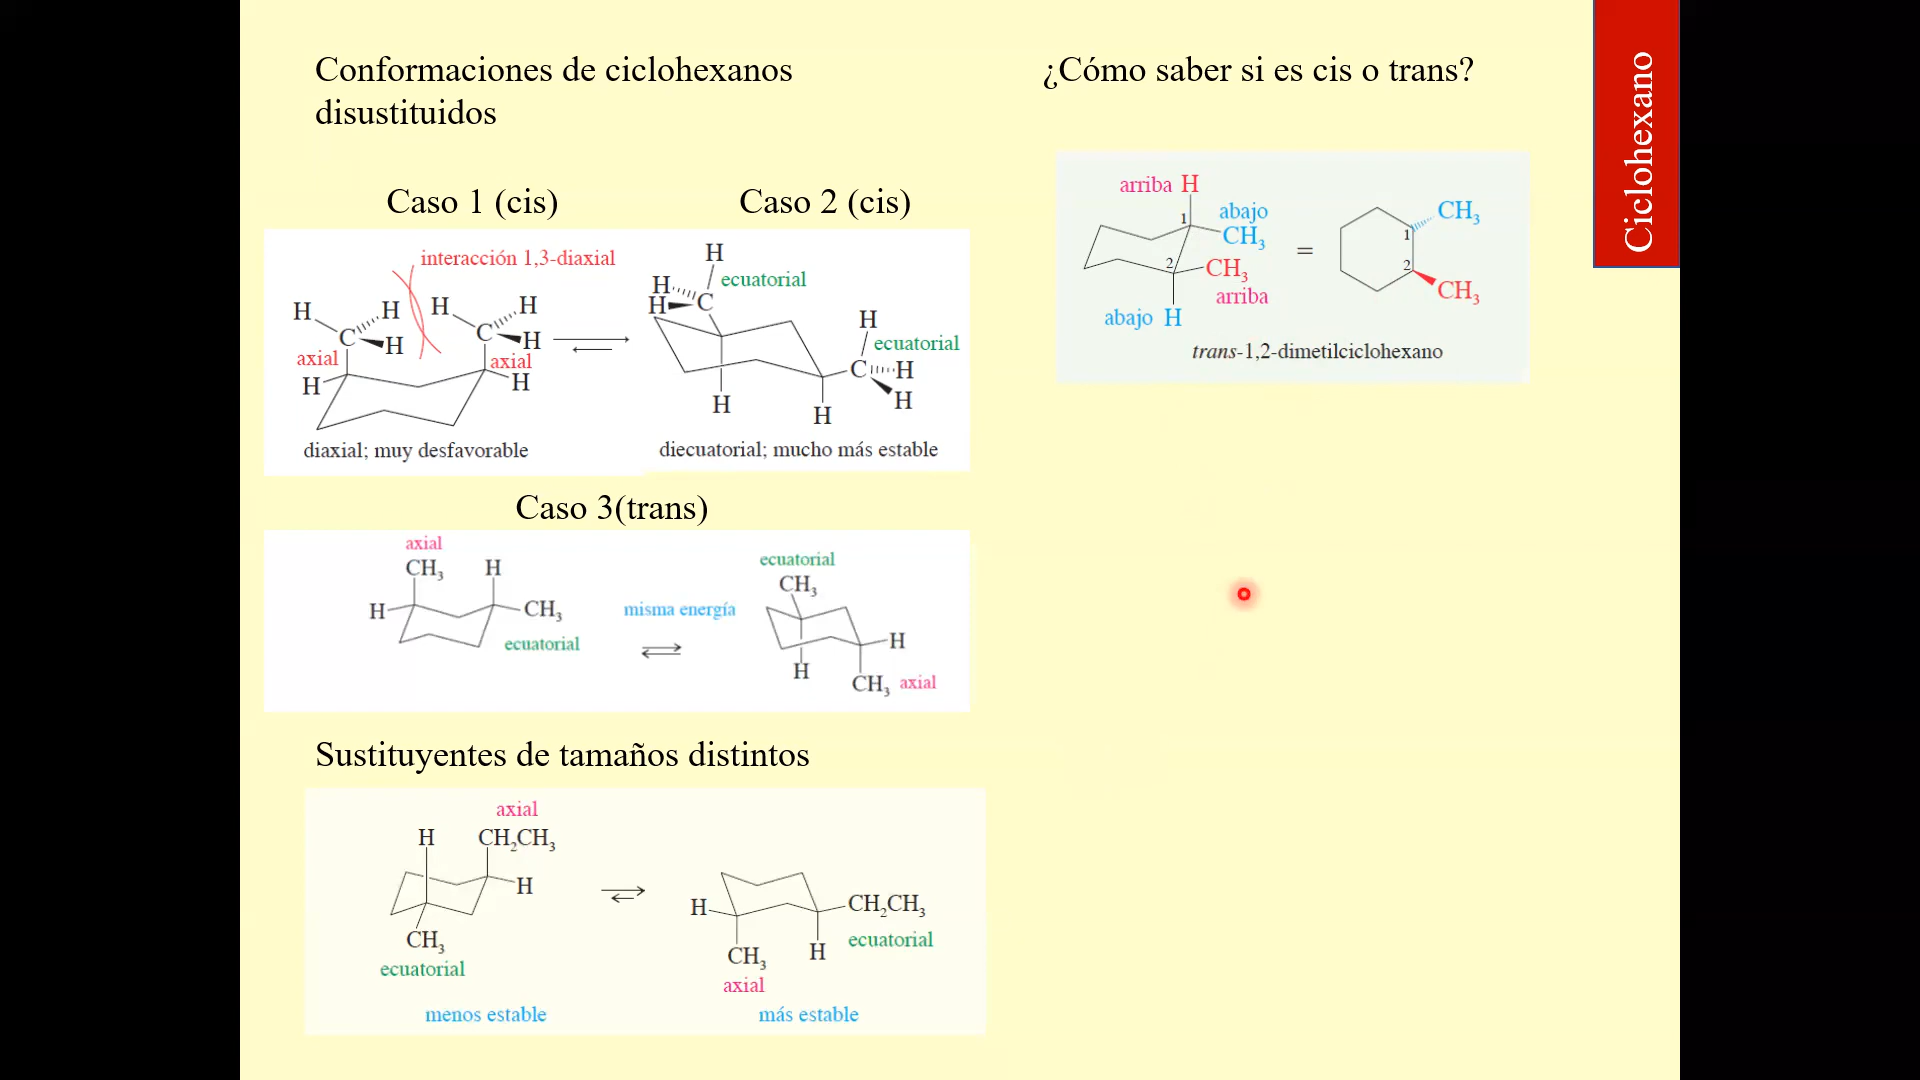 Conformaciones de ciclohexanos
disustituidos
Caso 1 (cis)
Caso 2 (cis)
interacción 1,3-diaxial
H
H
H
H
C
H
C
H
axial
axial
H
H
diaxial; muy desfavorable
H
ecuatorial
H
H
C
H
ecuatorial
C
H
H
H
H
diecuatorial; mucho más estable
Caso 3(trans)
axial
CH3
H
H
CH3
ecuatorial
misma energía
ecuatorial
CH3
H
H
CH3 axial
Sustituyentes de tamaños distintos
axial
H
CH2CH3
H
CH3
ecuatorial
menos estable
H
CH2CH3
ecuatorial
CH3
H
axial
más estable
¿Cómo saber si es cis o trans?
arriba H
1
abajo
CH3
2
CH3
arriba
abajo H
=
CH3
1
2
CH3
trans-1,2-dimetilciclohexano
Ciclohexano